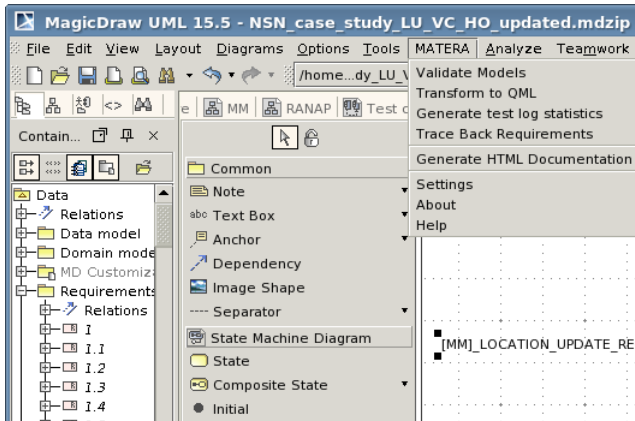 MagicDraw UML 15.5 - NSN_case_study_LU_VC_HO_updated.mdzip
File Edit View Layout Diagrams Options Tools MATERA Analyze Teamwork
/home...dy_LU_V
Validate Models
Transform to QML
Generate test log statistics
Trace Back Requirements
Generate HTML Documentation
Settings
About
Help
e MM RANAP Test c
Contain...
Data
Relations
Data model
Domain mode
MD Customiz
Requirements
Relations
1
1.1
1.2
1.3
1.4
Common
Note
abc Text Box
Anchor
Dependency
Image Shape
Separator
State Machine Diagram
State
Composite State
Initial
[MM]_LOCATION_UPDATE_RE